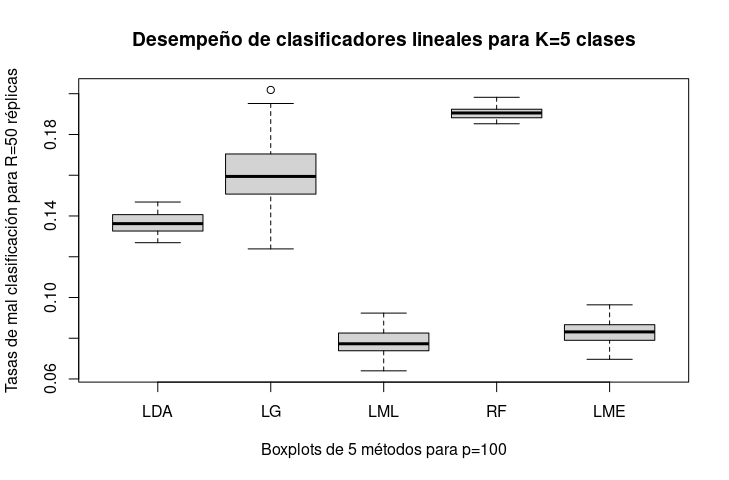 Desempeño de clasificadores lineales para K=5 clases
Tasas de mal clasificación para R=50 réplicas
0.18
0.14
0.10
0.06
LDA LG LML RF LME
Boxplots de 5 métodos para p=100